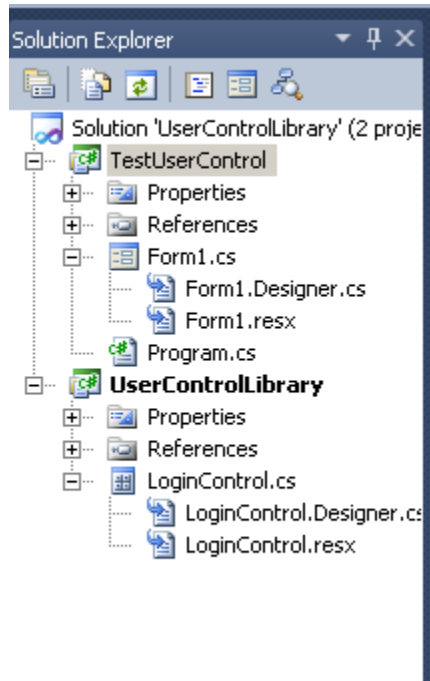 Solution Explorer
Solution 'UserControlLibrary' (2 proje
TestUserControl
Properties
References
Form1.cs
Form1.Designer.cs
Form1.resx
Program.cs
UserControlLibrary
Properties
References
LoginControl.cs
LoginControl.Designer.cs
LoginControl.resx